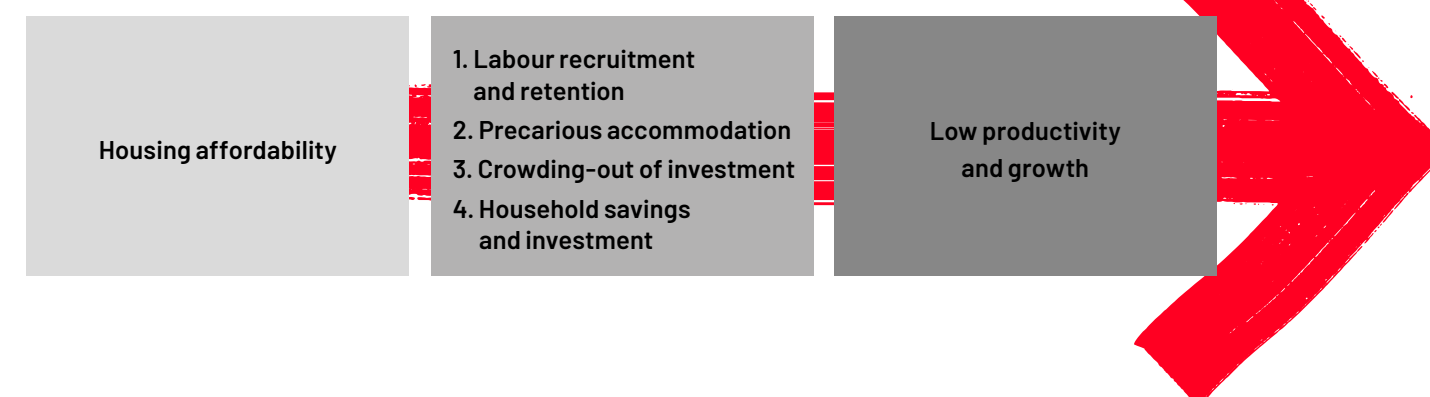 Housing affordability
1. Labour recruitment
and retention
2. Precarious accommodation
3. Crowding-out of investment
4. Household savings
and investment
Low productivity
and growth